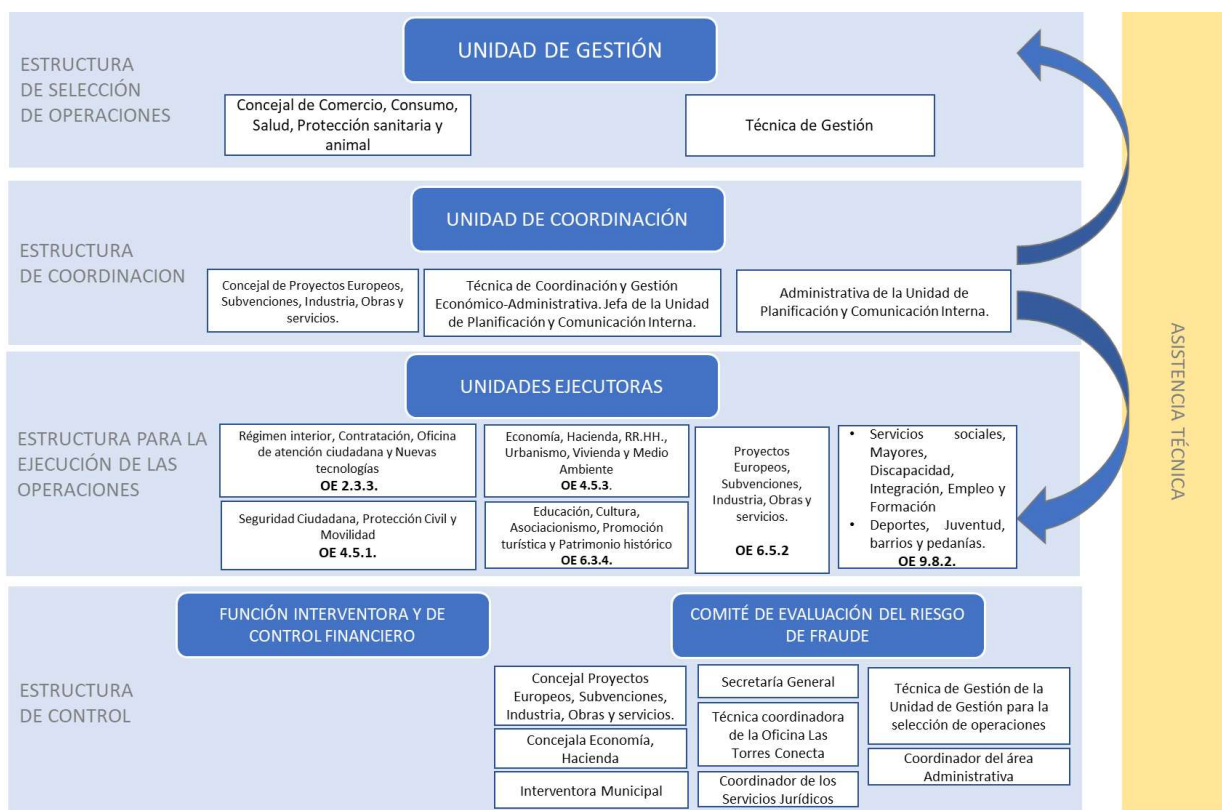 ESTRUCTURA
DE SELECCIÓN
DE OPERACIONES
UNIDAD DE GESTIÓN
Concejal de Comercio, Consumo,
Salud, Protección sanitaria y
animal
Técnica de Gestión
ESTRUCTURA
DE COORDINACION
UNIDAD DE COORDINACIÓN
Concejal de Proyectos Europeos,
Subvenciones, Industria, Obras y
servicios.
Técnica de Coordinación y Gestión
Económico-Administrativa. Jefa de la Unidad
de Planificación y Comunicación Interna.
Administrativa de la Unidad de
Planificación y Comunicación Interna.
ESTRUCTURA PARA LA
EJECUCIÓN DE LAS
OPERACIONES
UNIDADES EJECUTORAS
Régimen interior, Contratación, Oficina
de atención ciudadana y Nuevas
tecnologías
OE 2.3.3.
Seguridad Ciudadana, Protección Civil y
Movilidad
OE 4.5.1.
Economía, Hacienda, RR.HH.,
Urbanismo, Vivienda y Medio
Ambiente
OE 4.5.3.
Educación, Cultura,
Asociacionismo, Promoción
turística y Patrimonio histórico
OE 6.3.4.
Proyectos
Europeos,
Subvenciones,
Industria, Obras y
servicios.
OE 6.5.2
• Servicios sociales,
Mayores,
Discapacidad,
Integración, Empleo y
Formación
• Deportes, Juventud,
barrios y pedanías.
OE 9.8.2.
ESTRUCTURA
DE CONTROL
FUNCIÓN INTERVENTORA Y DE
CONTROL FINANCIERO
COMITÉ DE EVALUACIÓN DEL RIESGO
DE FRAUDE
Concejal Proyectos
Europeos, Subvenciones,
Industria, Obras y servicios.
Concejala Economía,
Hacienda
Interventora Municipal
Secretaría General
Técnica coordinadora
de la Oficina Las
Torres Conecta
Coordinador de los
Servicios Jurídicos
Técnica de Gestión de la
Unidad de Gestión para la
selección de operaciones
Coordinador del área
Administrativa
ASISTENCIA TÉCNICA